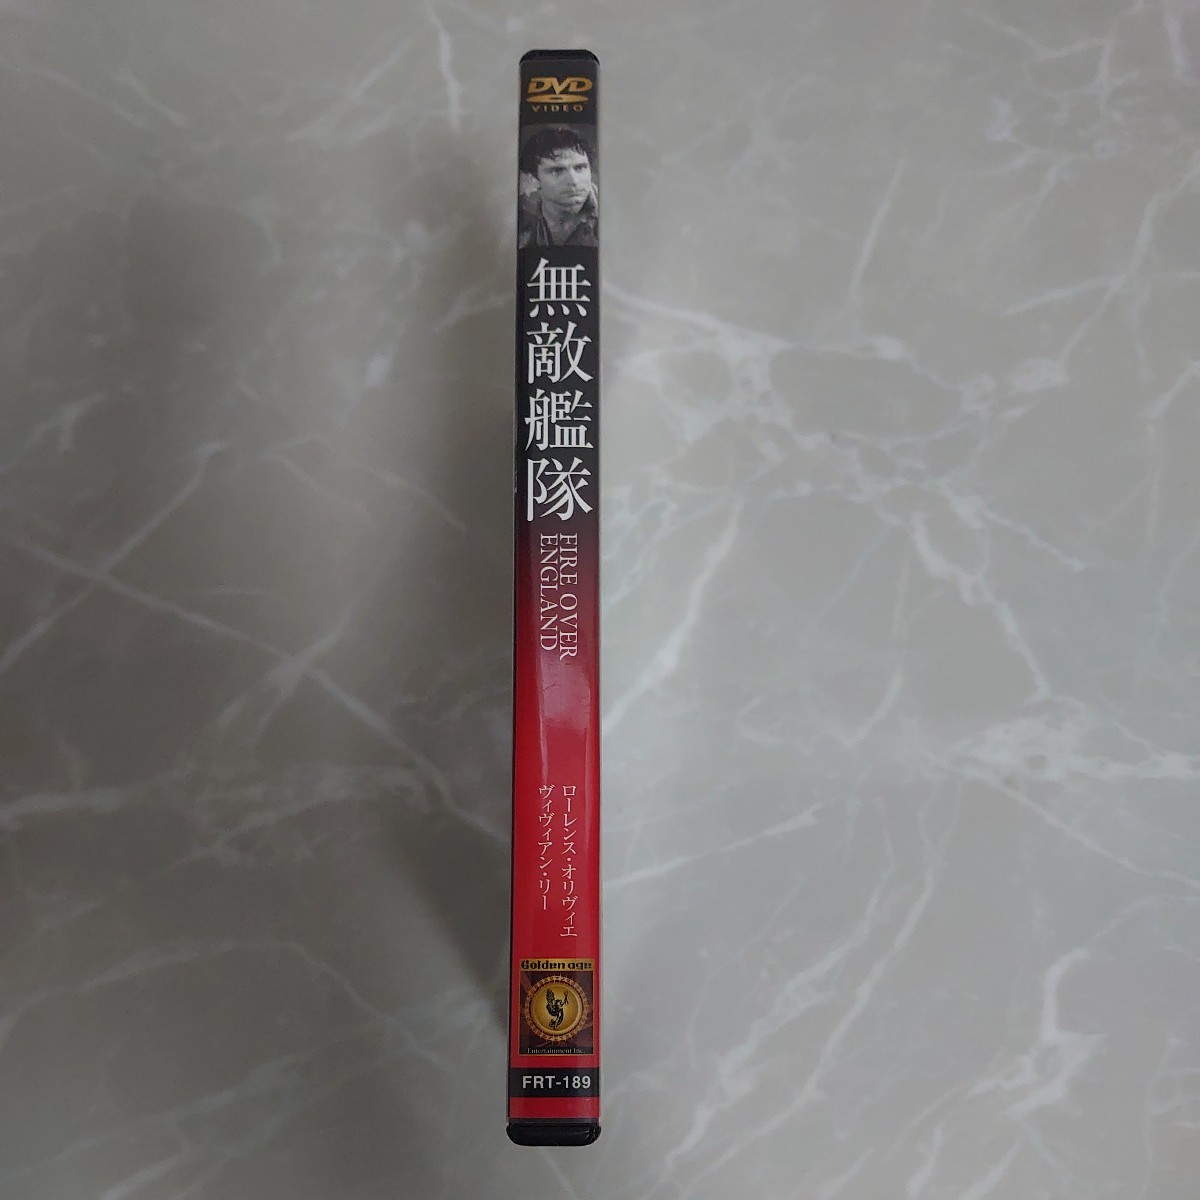 DVD
VIDEO
無敵艦隊
FIRE OVER
ENGLAND
ローレンス・オリヴィエ
ヴィヴィアン・リー
Golden age
Entertainment Inc.
FRT-189